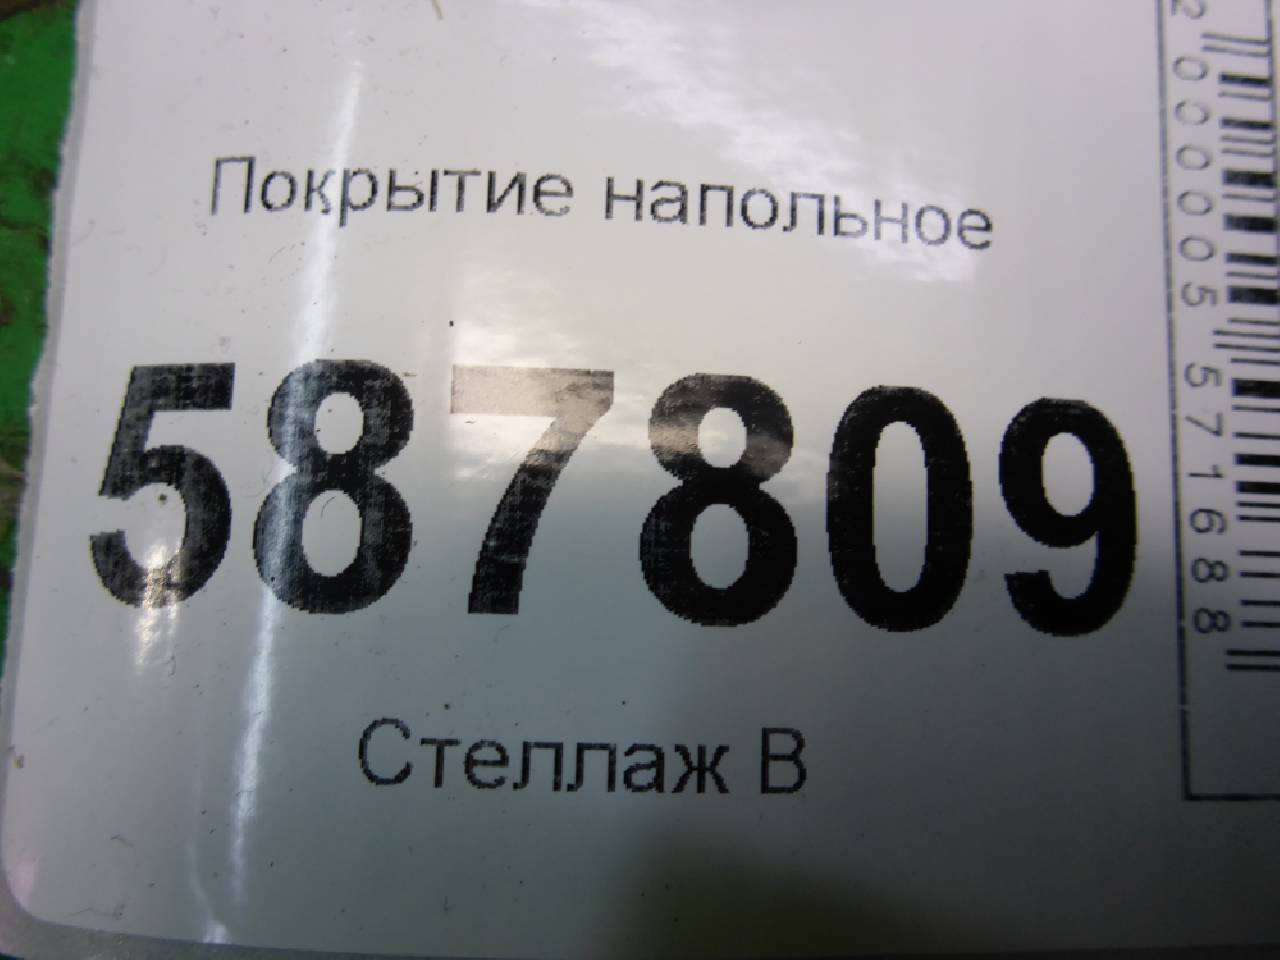 Покрытие напольное
587809
Стеллаж В
2000005571688